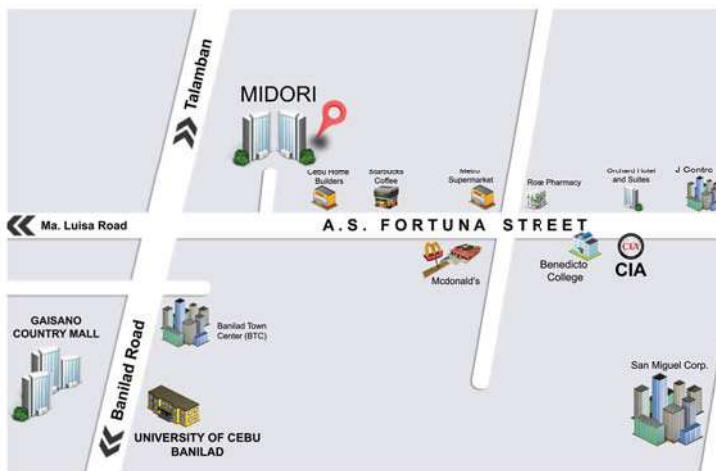 Talamban
MIDORI
Cebu Home
Builders
Starbucks
Coffee
Metro
Supermarket
Rose Pharmacy
Orchard Hotel
and Suites
J Centre
Ma. Luisa Road
A.S. FORTUNA STREET
Mcdonald's
Benedicto
College
CIA
CIA
GAISANO
COUNTRY MALL
Banilad Road
Banilad Town
Center (BTC)
San Miguel Corp.
UNIVERSITY OF CEBU
BANILAD